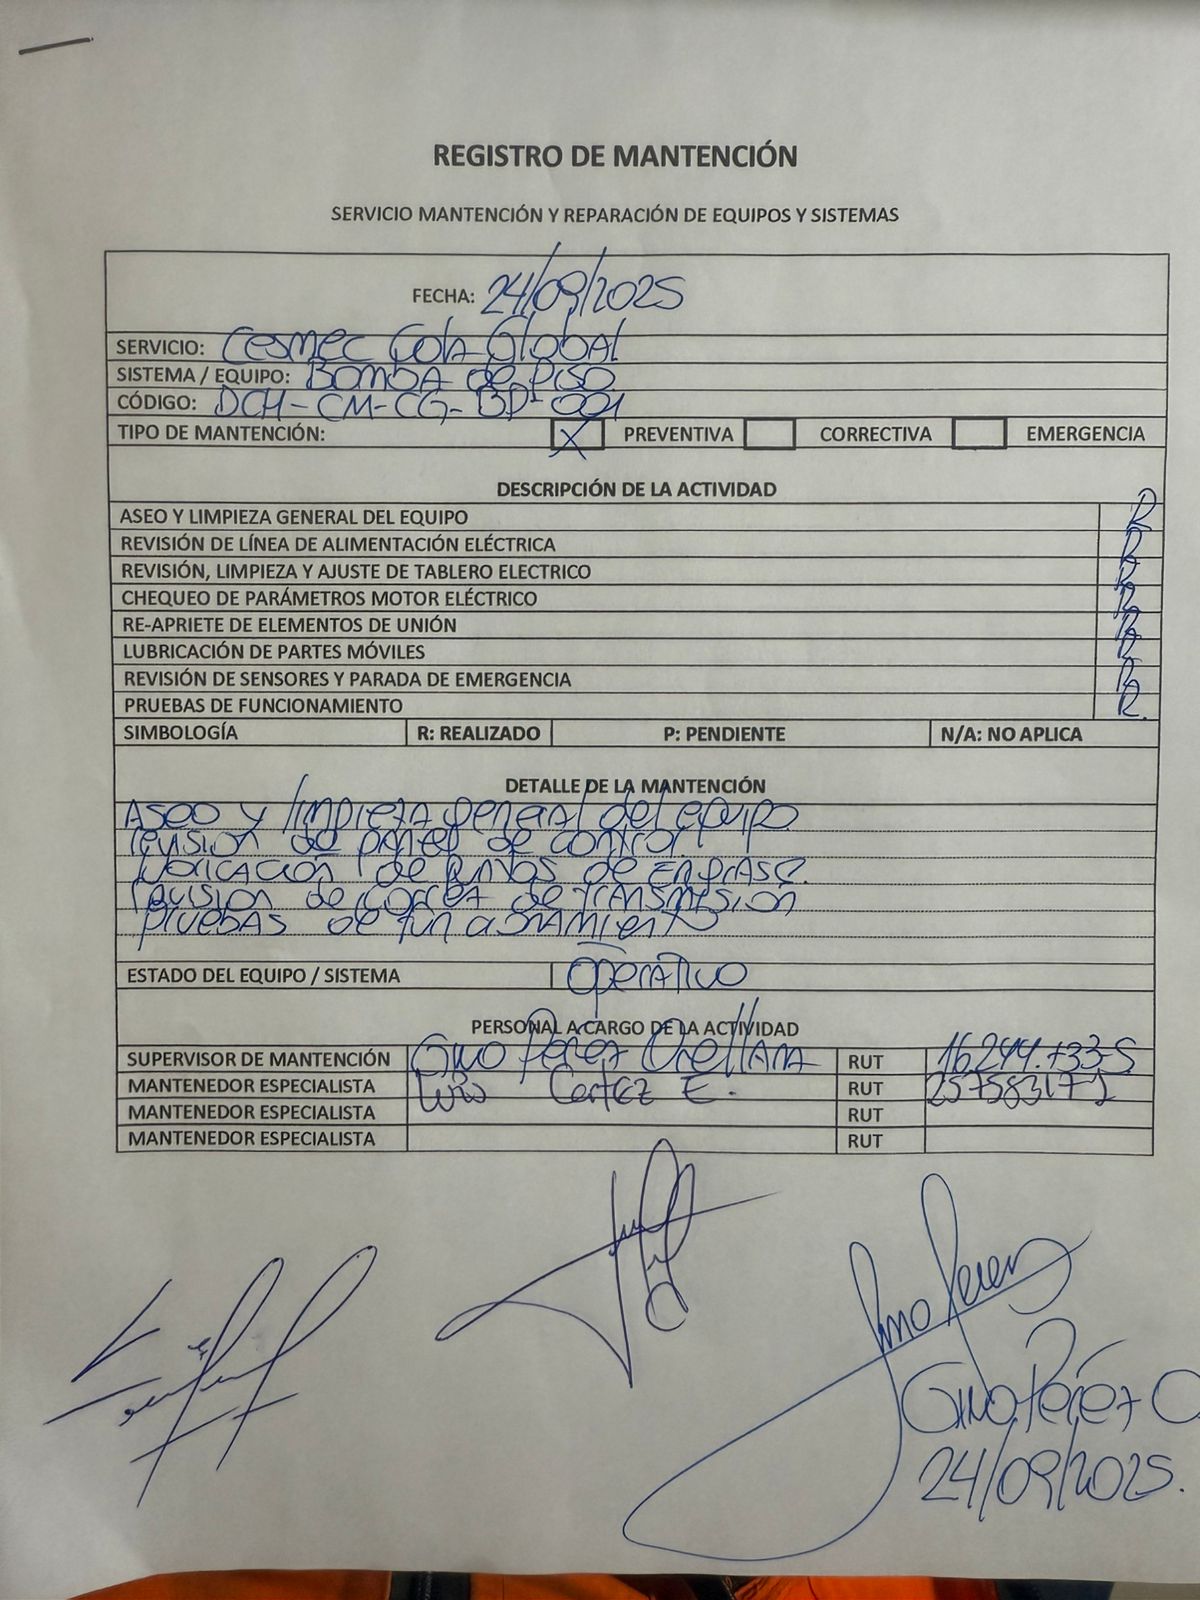 REGISTRO DE MANTENCIÓN
SERVICIO MANTENCIÓN Y REPARACIÓN DE EQUIPOS Y SISTEMAS
FECHA: 24/09/2025
SERVICIO: Cesmec Cola Global
SISTEMA / EQUIPO: BOMBA de PISO
CÓDIGO: DCH-CM-CG-BP-001
TIPO DE MANTENCIÓN: X PREVENTIVA CORRECTIVA EMERGENCIA
DESCRIPCIÓN DE LA ACTIVIDAD
ASEO Y LIMPIEZA GENERAL DEL EQUIPO R
REVISIÓN DE LÍNEA DE ALIMENTACIÓN ELÉCTRICA R
REVISIÓN, LIMPIEZA Y AJUSTE DE TABLERO ELECTRICO R
CHEQUEO DE PARÁMETROS MOTOR ELÉCTRICO R
RE-APRIETE DE ELEMENTOS DE UNIÓN R
LUBRICACIÓN DE PARTES MÓVILES R
REVISIÓN DE SENSORES Y PARADA DE EMERGENCIA R
PRUEBAS DE FUNCIONAMIENTO R.
SIMBOLOGÍA R: REALIZADO P: PENDIENTE N/A: NO APLICA
DETALLE DE LA MANTENCIÓN
ASEO y limpieza general del equipo
revision de panel de control
lubricación de puntos de engrase.
revision de correa de transmisión
pruebas de funcionamiento
ESTADO DEL EQUIPO / SISTEMA Operativo
PERSONAL A CARGO DE LA ACTIVIDAD
SUPERVISOR DE MANTENCIÓN Gino Perez Orellana RUT 16.244.733-5
MANTENEDOR ESPECIALISTA Luis Cortez E. RUT 25758317-1
MANTENEDOR ESPECIALISTA RUT
MANTENEDOR ESPECIALISTA RUT
Gino Perez
Gino Perez O
24/09/2025.